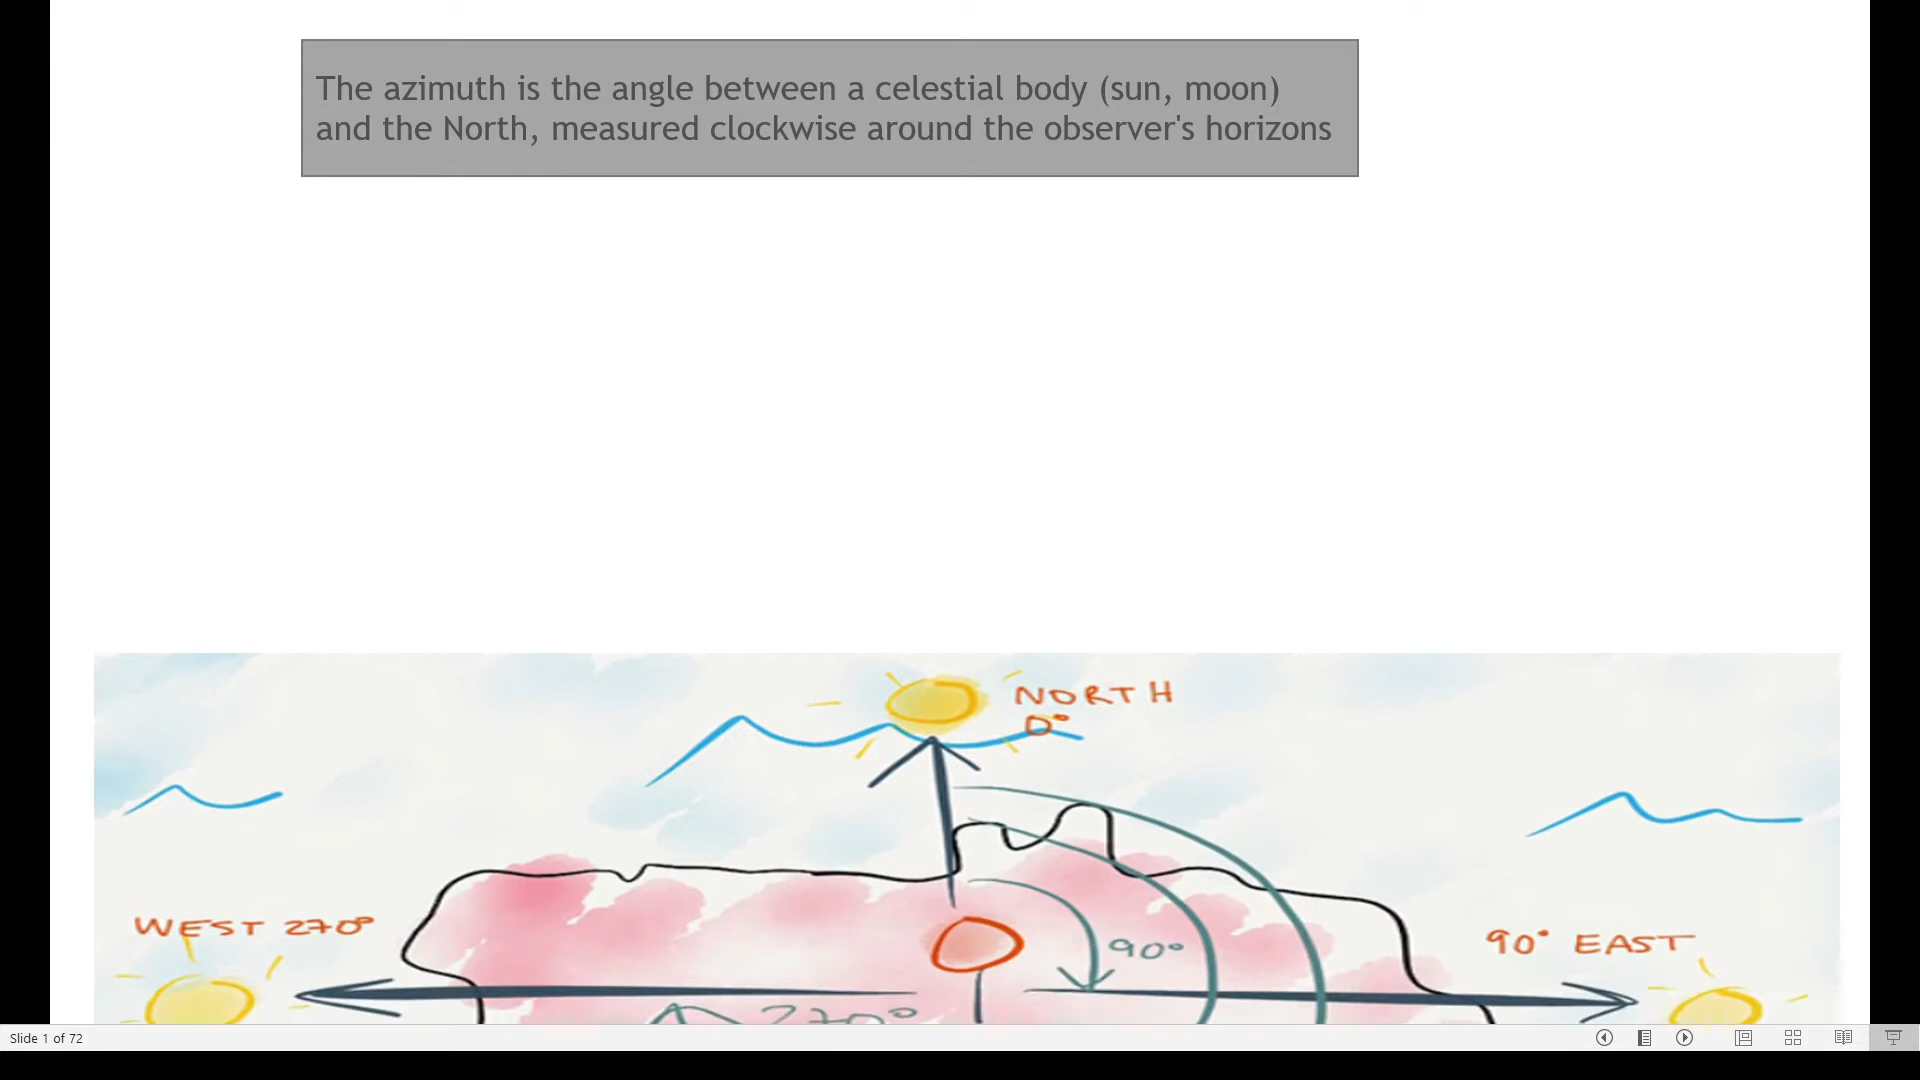 The azimuth is the angle between a celestial body (sun, moon)
and the North, measured clockwise around the observer's horizons
NORTH
0°
WEST 270°
90° EAST
90°
270°
Slide 1 of 72